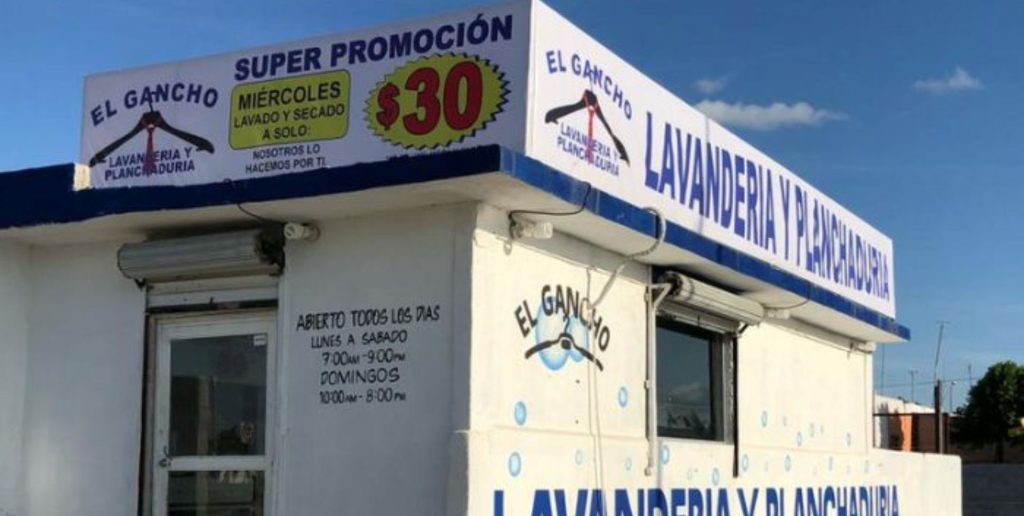 EL GANCHO
LAVANDERIA Y
PLANCHADURIA
SUPER PROMOCIÓN
MIÉRCOLES
LAVADO Y SECADO
A SOLO:
$30
NOSOTROS LO
HACEMOS POR TI.
EL GANCHO
LAVANDERIA Y
PLANCHADURIA
LAVANDERIA Y PLANCHADURIA
ABIERTO TODOS LOS DIAS
LUNES A SABADO
7:00AM - 9:00PM
DOMINGOS
10:00AM - 8:00PM
EL GANCHO
LAVANDERIA Y PLANCHADURIA